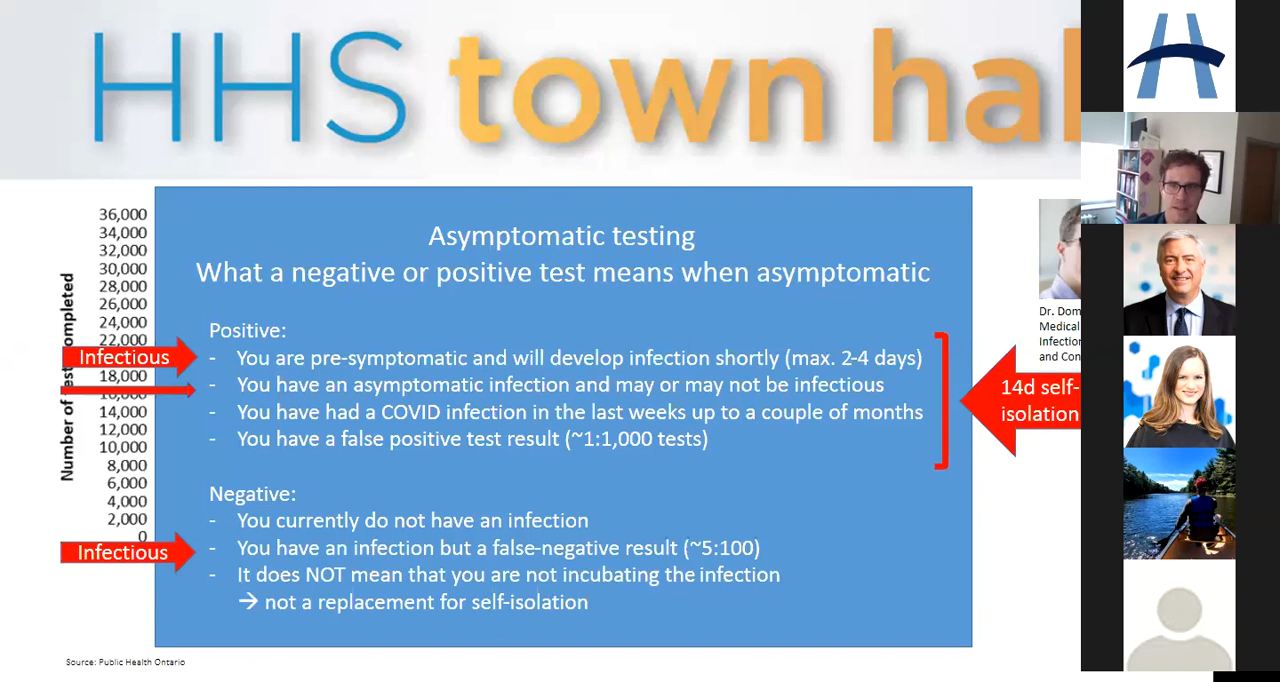 HHS town hal
36,000
34,000
32,000
30,000
28,000
26,000
24,000
22,000
18,000
14,000
12,000
10,000
8,000
6,000
4,000
2,000
0
Number of
completed
Asymptomatic testing
What a negative or positive test means when asymptomatic
Positive:
Infectious
- You are pre-symptomatic and will develop infection shortly (max. 2-4 days)
- You have an asymptomatic infection and may or may not be infectious
- You have had a COVID infection in the last weeks up to a couple of months
- You have a false positive test result (~1:1,000 tests)
14d self-
isolation
Negative:
- You currently do not have an infection
Infectious
- You have an infection but a false-negative result (~5:100)
- It does NOT mean that you are not incubating the infection
→ not a replacement for self-isolation
Dr. Dom
Medical
Infection
and Con
Source: Public Health Ontario